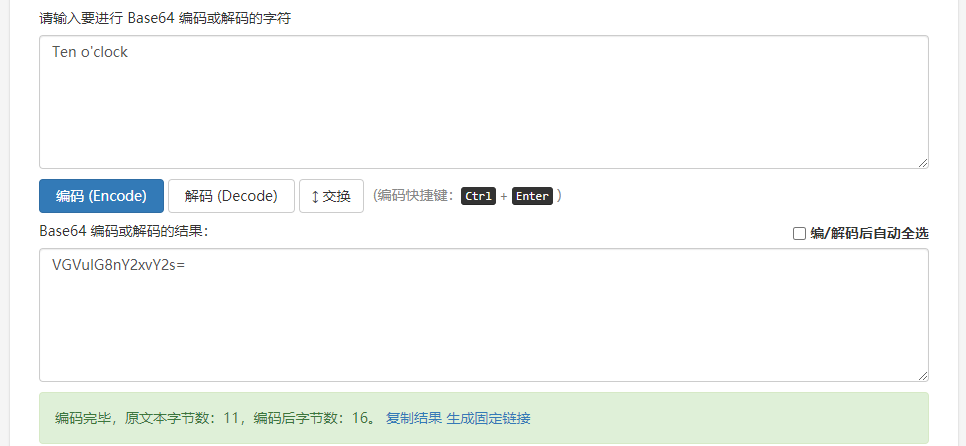 请输入要进行 Base64 编码或解码的字符
Ten o'clock
编码 (Encode) 解码 (Decode) ↕交换 (编码快捷键: Ctrl + Enter )
Base64 编码或解码的结果: 编/解码后自动全选
VGVuIG8nY2xvY2s=
编码完毕，原文本字节数：11，编码后字节数：16。 复制结果 生成固定链接